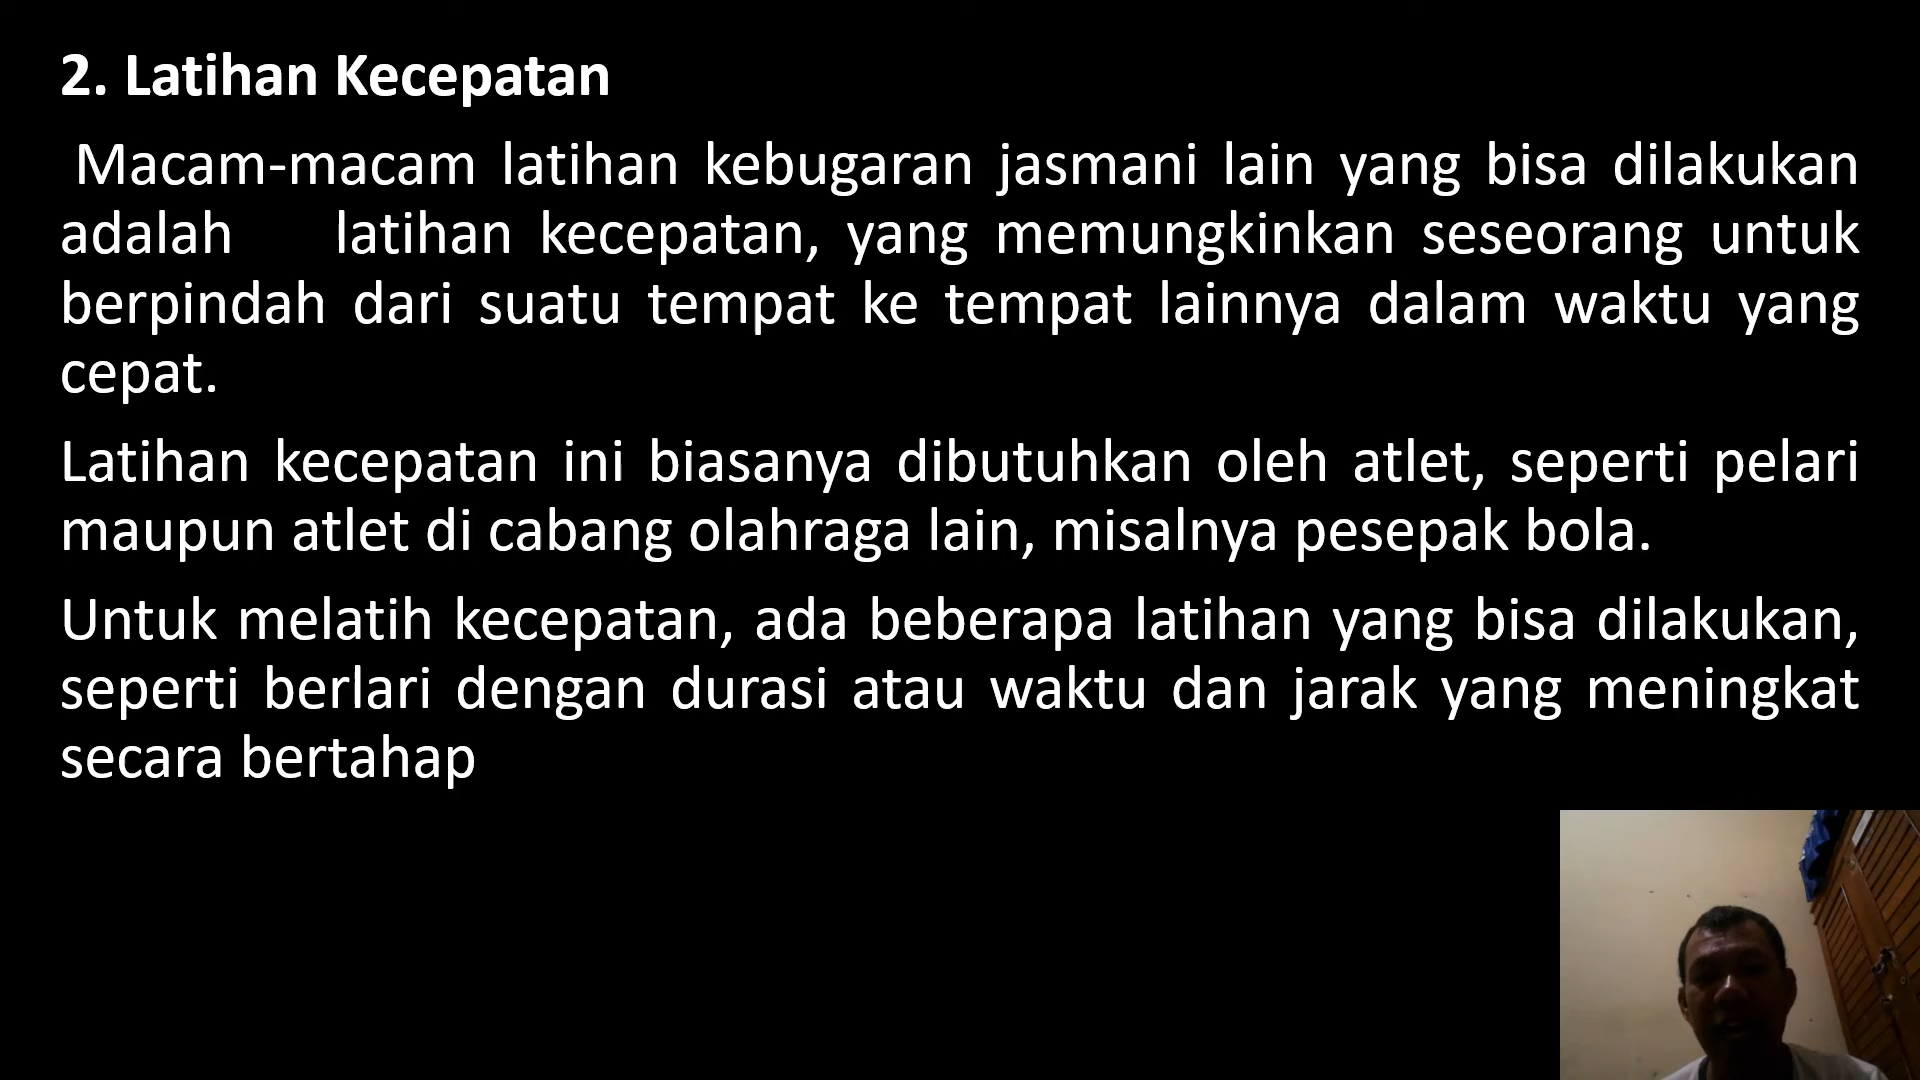 2. Latihan Kecepatan
Macam-macam latihan kebugaran jasmani lain yang bisa dilakukan
adalah latihan kecepatan, yang memungkinkan seseorang untuk
berpindah dari suatu tempat ke tempat lainnya dalam waktu yang
cepat.
Latihan kecepatan ini biasanya dibutuhkan oleh atlet, seperti pelari
maupun atlet di cabang olahraga lain, misalnya pesepak bola.
Untuk melatih kecepatan, ada beberapa latihan yang bisa dilakukan,
seperti berlari dengan durasi atau waktu dan jarak yang meningkat
secara bertahap